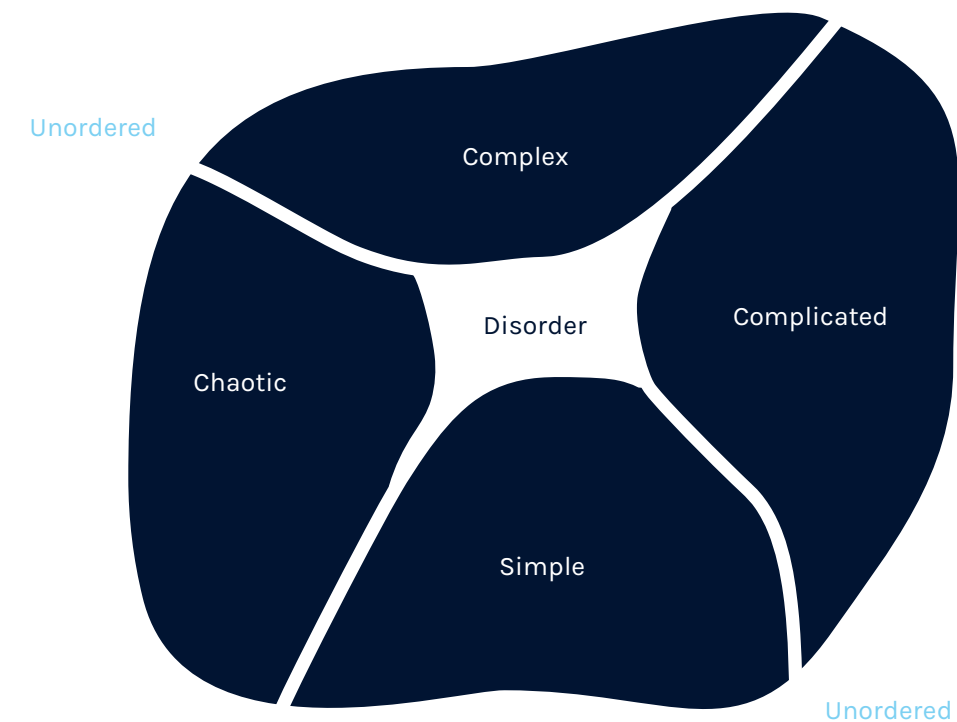 Unordered
Complex
Complicated
Disorder
Chaotic
Simple
Unordered